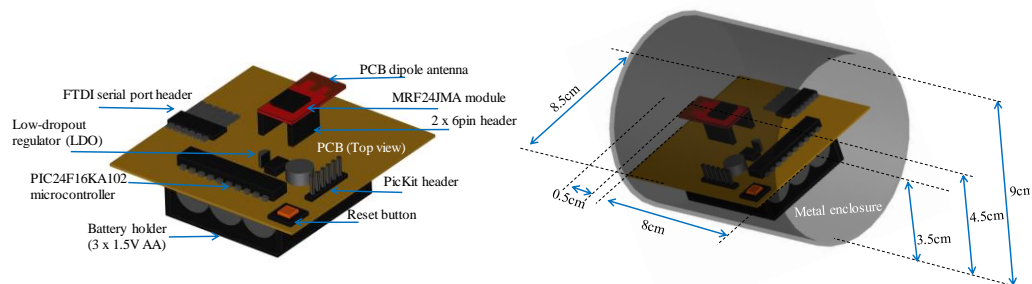 PCB dipole antenna
FTDI serial port header
MRF24JMA module
Low-dropout
regulator (LDO)
2 x 6pin header
PCB (Top view)
PIC24F16KA102
microcontroller
PicKit header
Reset button
Battery holder
(3 x 1.5V AA)
8.5cm
0.5cm
8cm
Metal enclosure
3.5cm
4.5cm
9cm